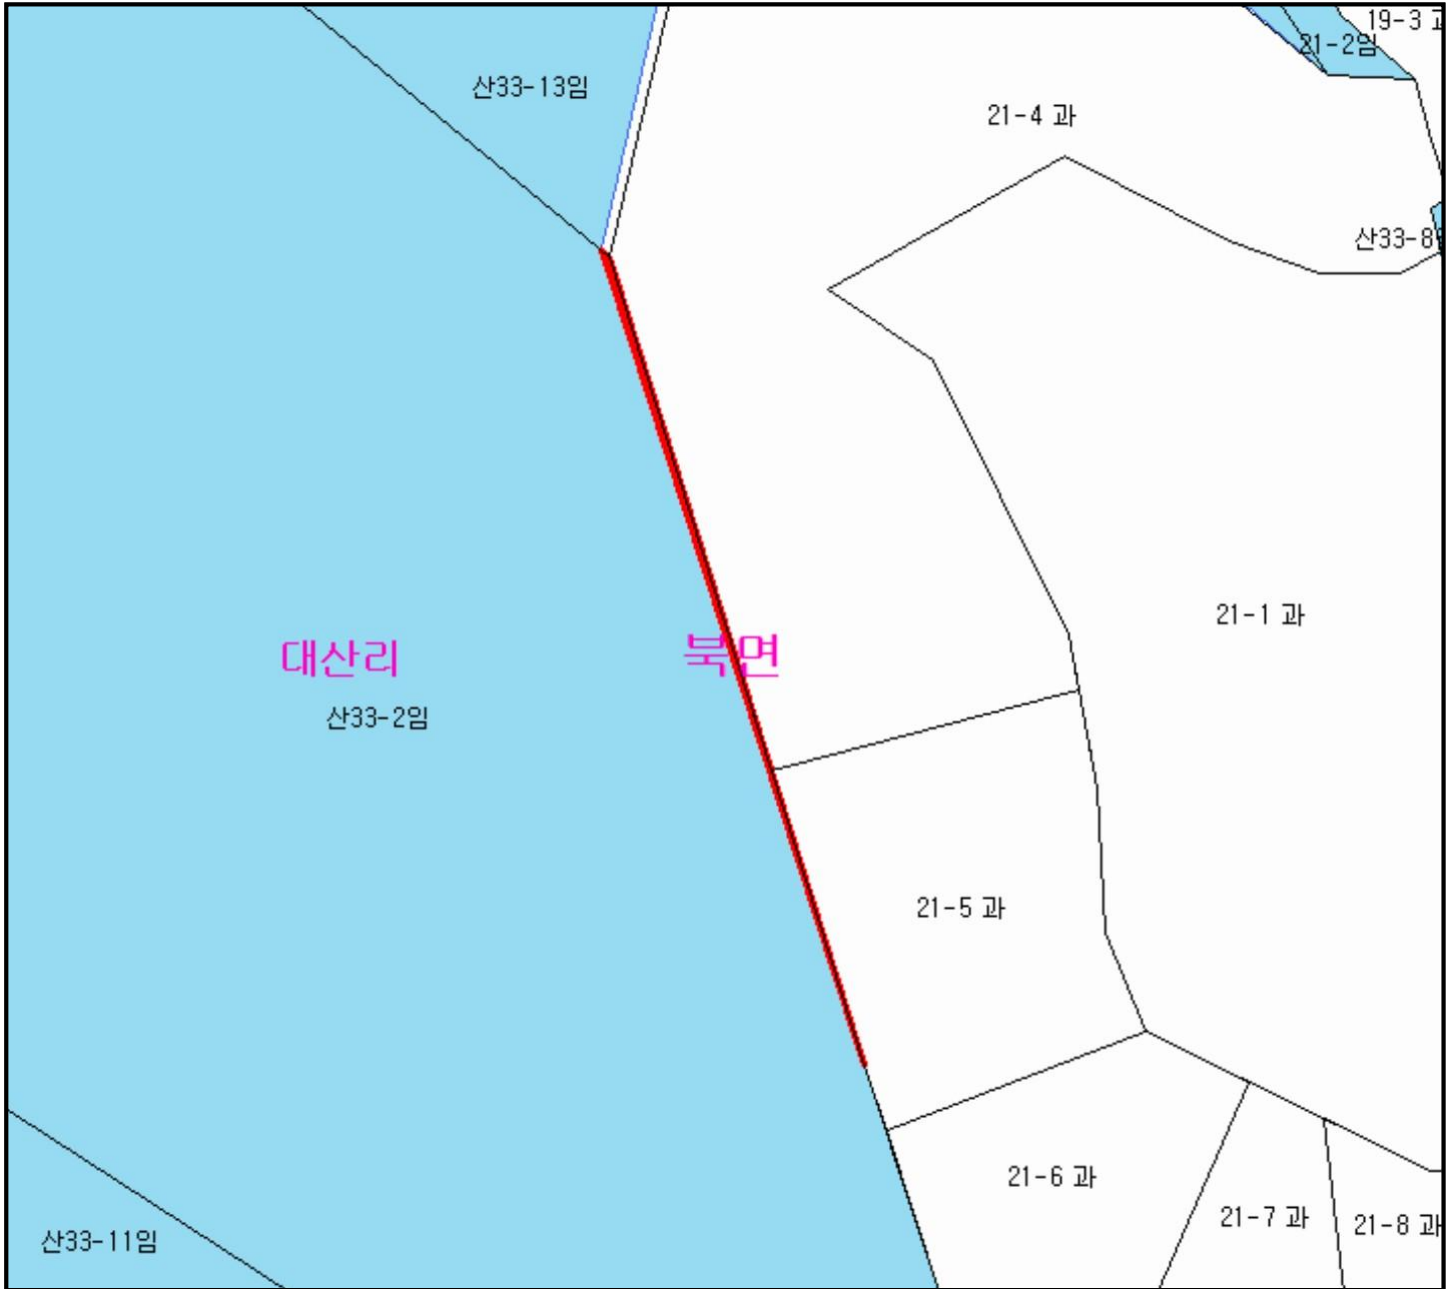 19-3 과
21-2임
산33-13임
21-4 과
산33-8
21-1 과
대산리
북면
산33-2임
21-5 과
21-6 과
21-7 과
21-8 과
산33-11임